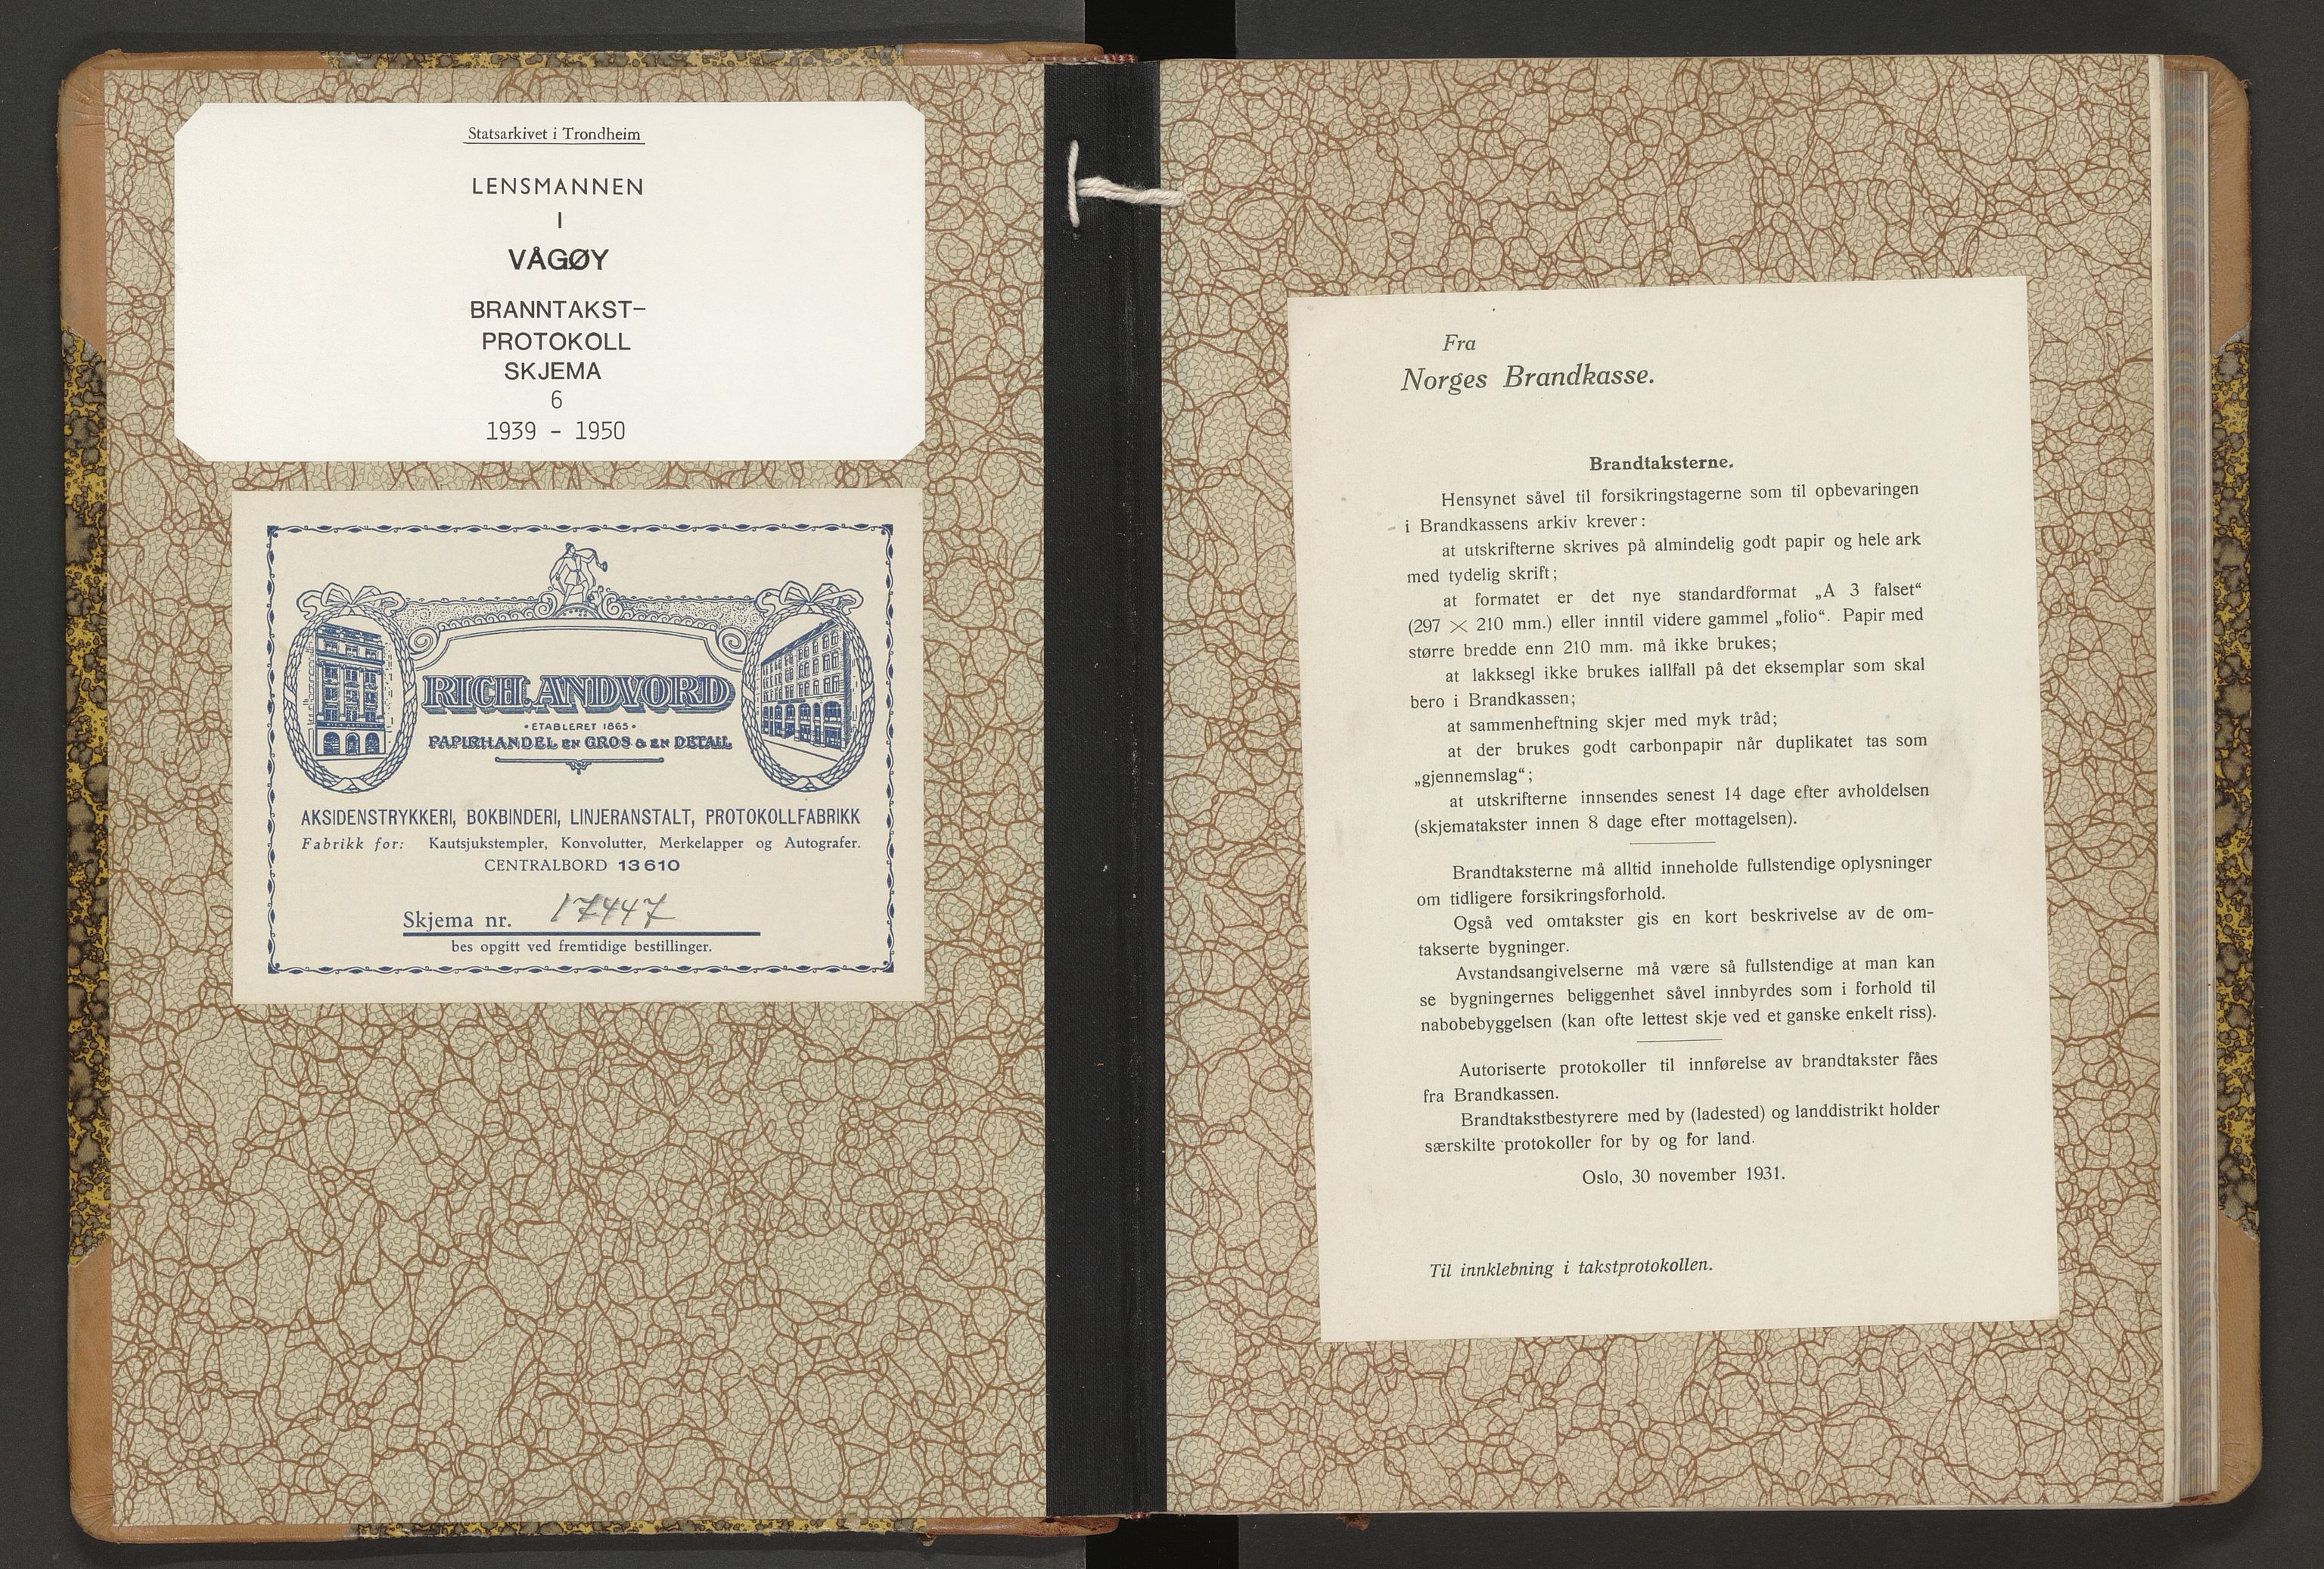 Statsarkivet i Trondheim
LENSMANNEN
I
VÅGØY
BRANNTAKST-
PROTOKOLL
SKJEMA
6
1939 - 1950
RICH. ANDVORD
• ETABLERET 1865 •
PAPIRHANDEL EN GROS & EN DETAIL
AKSIDENSTRYKKERI, BOKBINDERI, LINJERANSTALT, PROTOKOLLFABRIKK
Fabrikk for: Kautsjukstempler, Konvolutter, Merkelapper og Autografer.
CENTRALBORD 13610
Skjema nr. 17447
bes opgitt ved fremtidige bestillinger.
Fra
Norges Brandkasse.
Brandtaksterne.
Hensynet såvel til forsikringstagerne som til opbevaringen
i Brandkassens arkiv krever:
at utskrifterne skrives på almindelig godt papir og hele ark
med tydelig skrift;
at formatet er det nye standardformat „A 3 falset“
(297 × 210 mm.) eller inntil videre gammel „folio“. Papir med
større bredde enn 210 mm. må ikke brukes;
at lakksegl ikke brukes iallfall på det eksemplar som skal
bero i Brandkassen;
at sammenheftning skjer med myk tråd;
at der brukes godt carbonpapir når duplikatet tas som
„gjennemslag“;
at utskrifterne innsendes senest 14 dage efter avholdelsen
(skjematakster innen 8 dage efter mottagelsen).
Brandtaksterne må alltid inneholde fullstendige oplysninger
om tidligere forsikringsforhold.
Også ved omtakster gis en kort beskrivelse av de om-
takserte bygninger.
Avstandsangivelserne må være så fullstendige at man kan
se bygningernes beliggenhet såvel innbyrdes som i forhold til
nabobebyggelsen (kan ofte lettest skje ved et ganske enkelt riss).
Autoriserte protokoller til innførelse av brandtakster fåes
fra Brandkassen.
Brandtakstbestyrere med by (ladested) og landdistrikt holder
særskilte protokoller for by og for land.
Oslo, 30 november 1931.
Til innklebning i takstprotokollen.